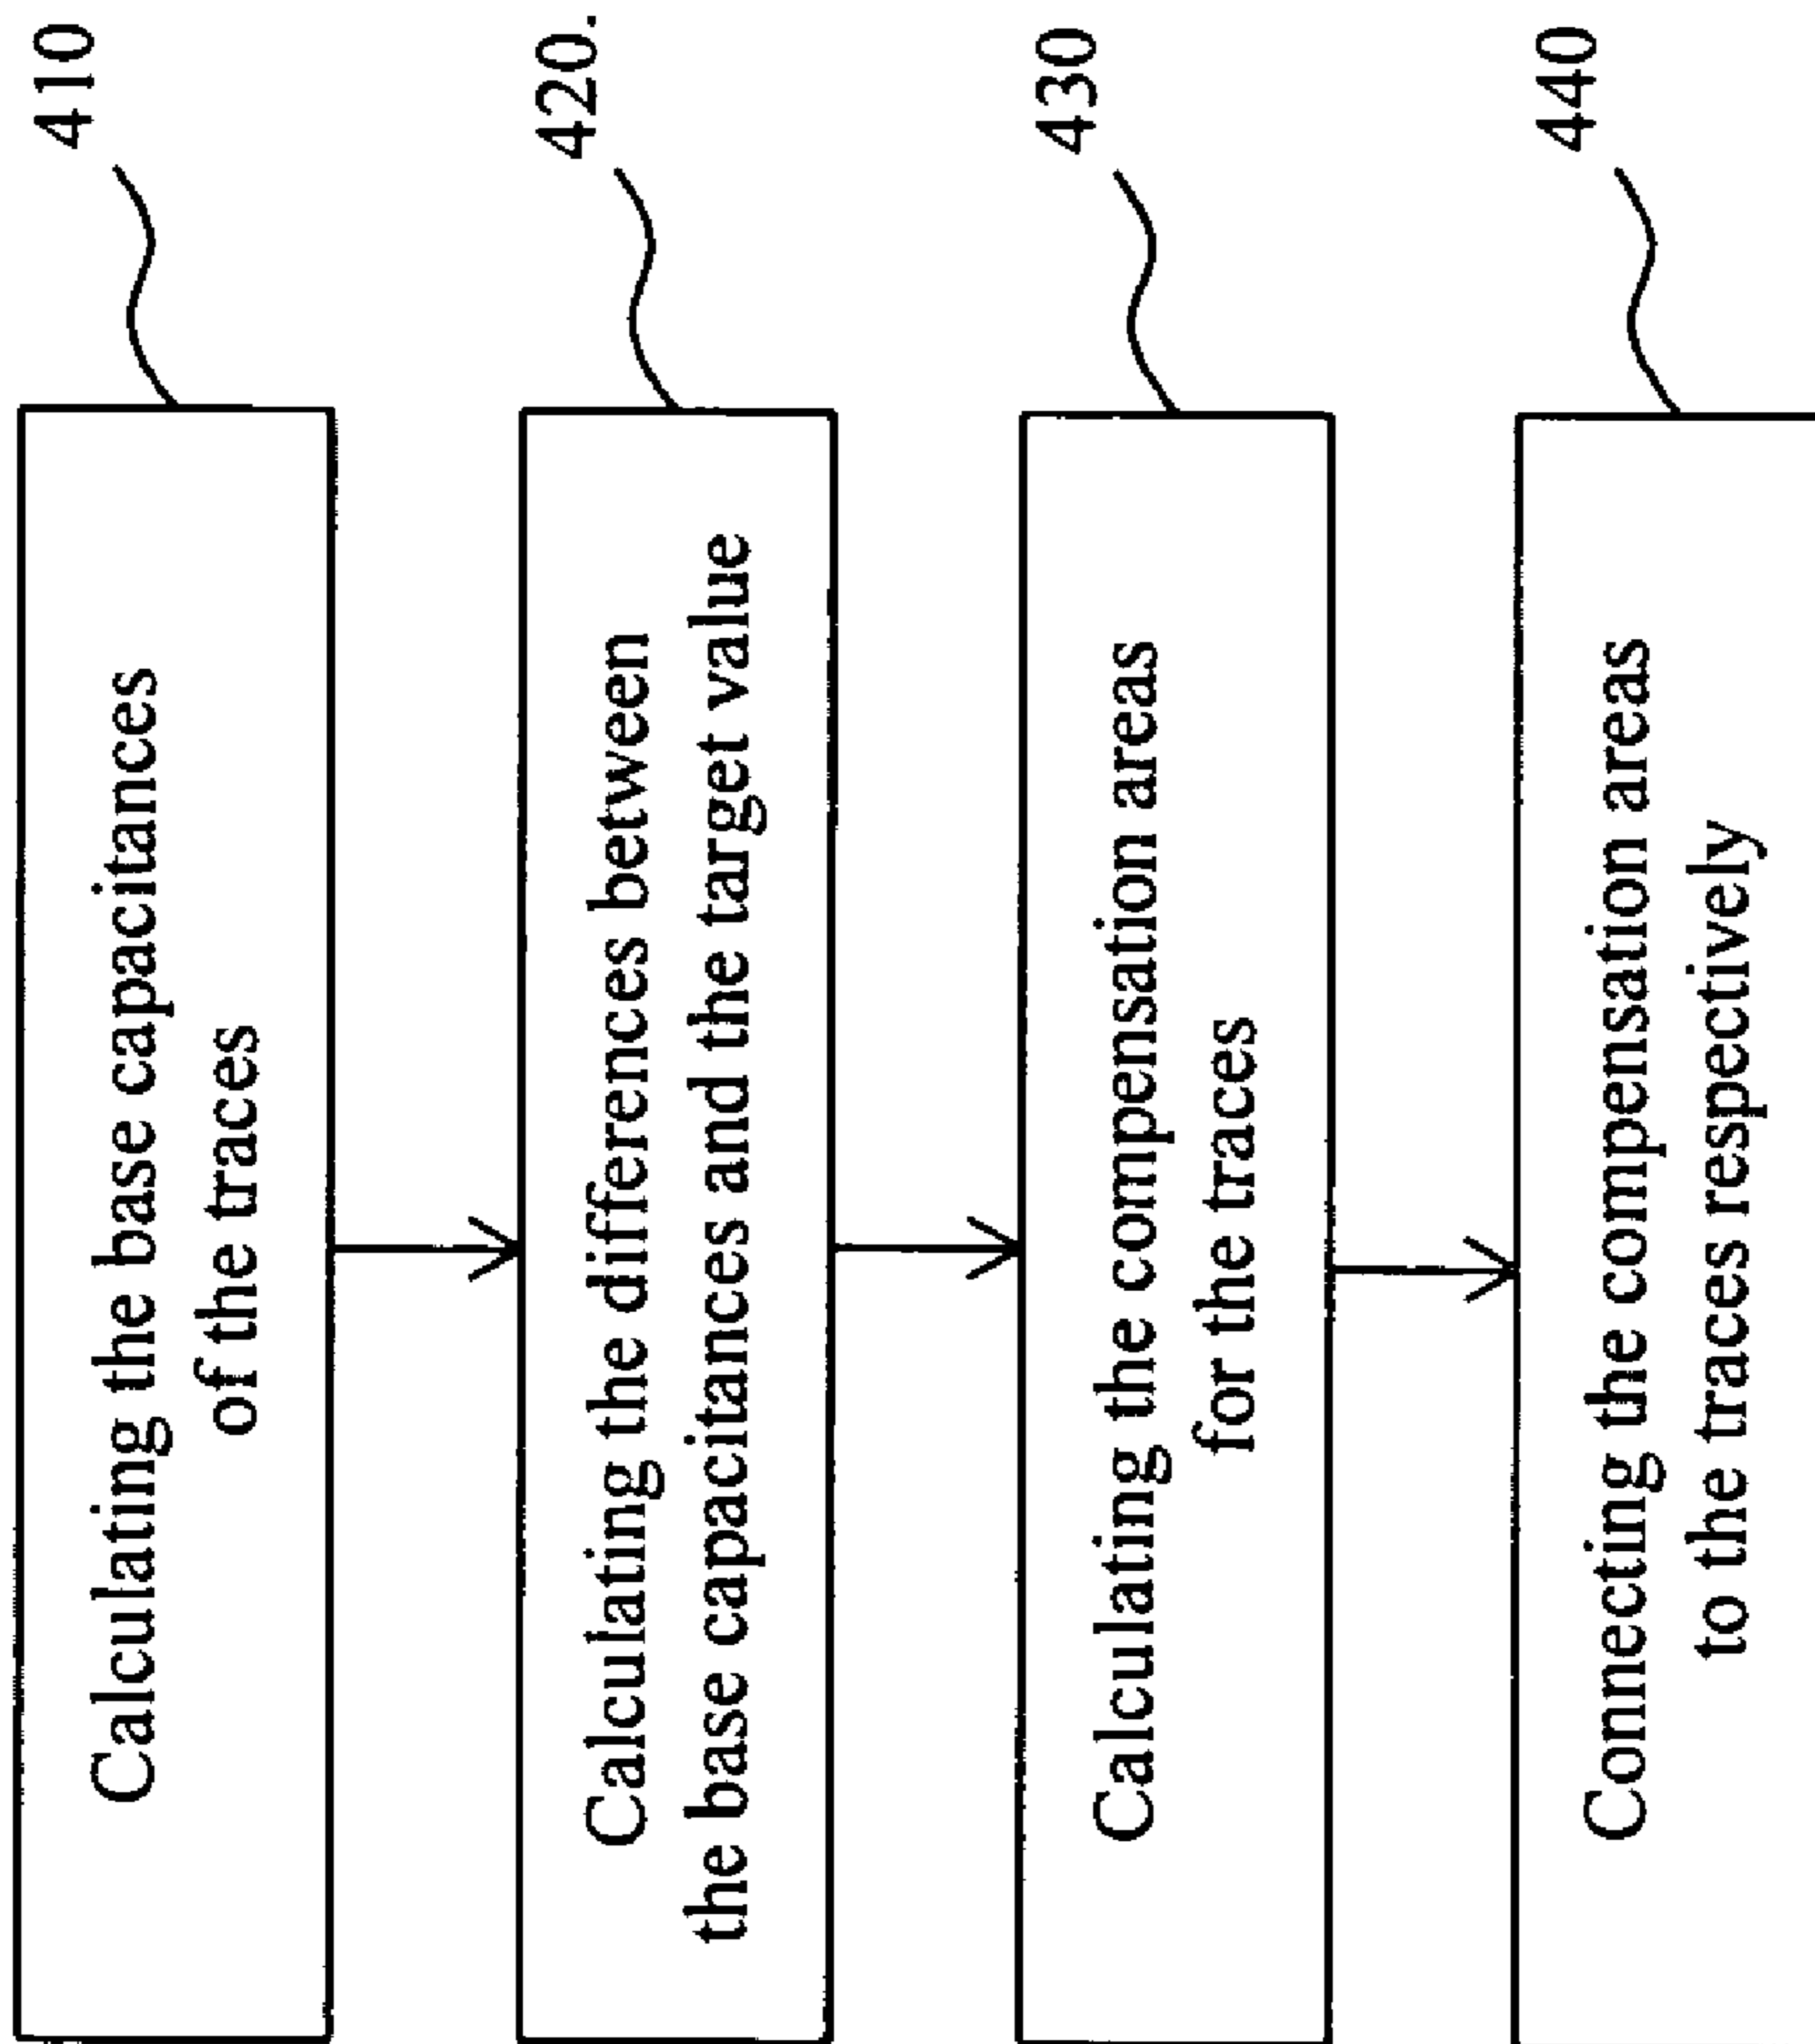 Calculating the base capacitances
of the traces
410
Calculating the differences between
the base capacitances and the target value
420.
Calculating the compensation areas
for the traces
430
Connecting the compensation areas
to the traces respectively
440